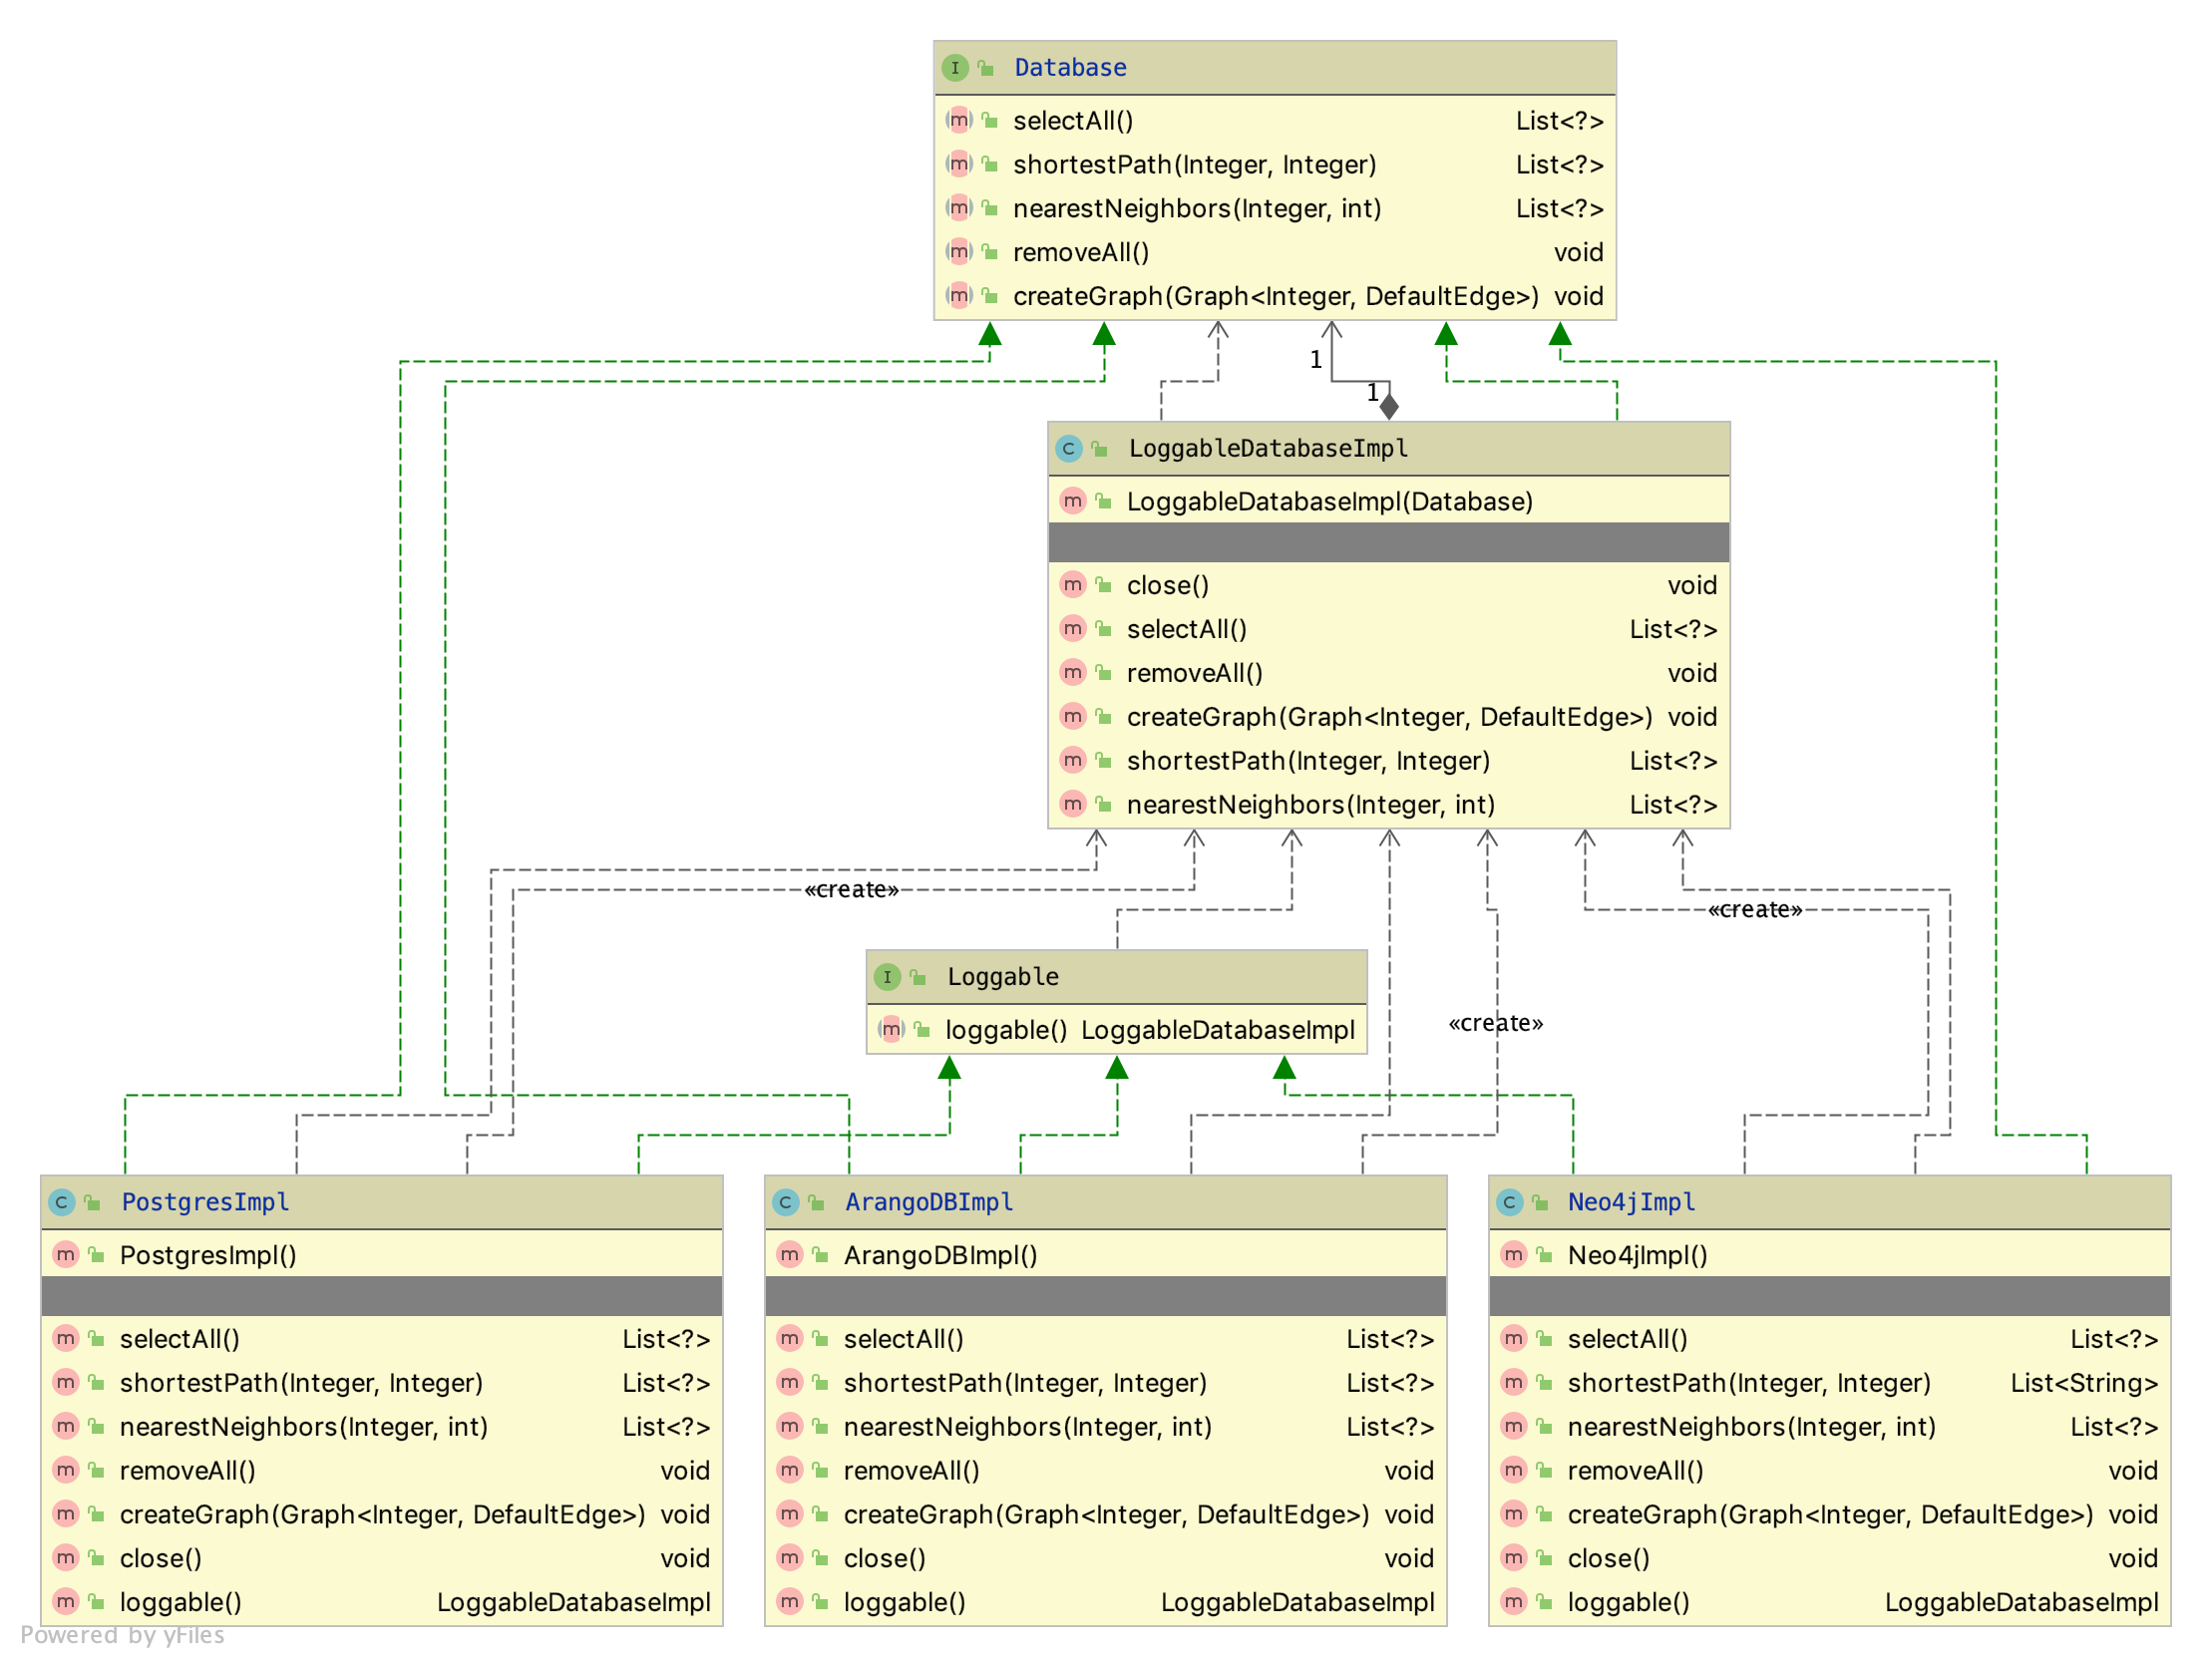 Database
selectAll() List<?>
shortestPath(Integer, Integer) List<?>
nearestNeighbors(Integer, int) List<?>
removeAll() void
createGraph(Graph<Integer, DefaultEdge>) void
1
1
LoggableDatabaseImpl
LoggableDatabaseImpl(Database)
close() void
selectAll() List<?>
removeAll() void
createGraph(Graph<Integer, DefaultEdge>) void
shortestPath(Integer, Integer) List<?>
nearestNeighbors(Integer, int) List<?>
«create»
«create»
Loggable
loggable() LoggableDatabaseImpl
«create»
PostgresImpl
PostgresImpl()
selectAll() List<?>
shortestPath(Integer, Integer) List<?>
nearestNeighbors(Integer, int) List<?>
removeAll() void
createGraph(Graph<Integer, DefaultEdge>) void
close() void
loggable() LoggableDatabaseImpl
ArangoDBImpl
ArangoDBImpl()
selectAll() List<?>
shortestPath(Integer, Integer) List<?>
nearestNeighbors(Integer, int) List<?>
removeAll() void
createGraph(Graph<Integer, DefaultEdge>) void
close() void
loggable() LoggableDatabaseImpl
Neo4jImpl
Neo4jImpl()
selectAll() List<?>
shortestPath(Integer, Integer) List<String>
nearestNeighbors(Integer, int) List<?>
removeAll() void
createGraph(Graph<Integer, DefaultEdge>) void
close() void
loggable() LoggableDatabaseImpl
Powered by yFiles